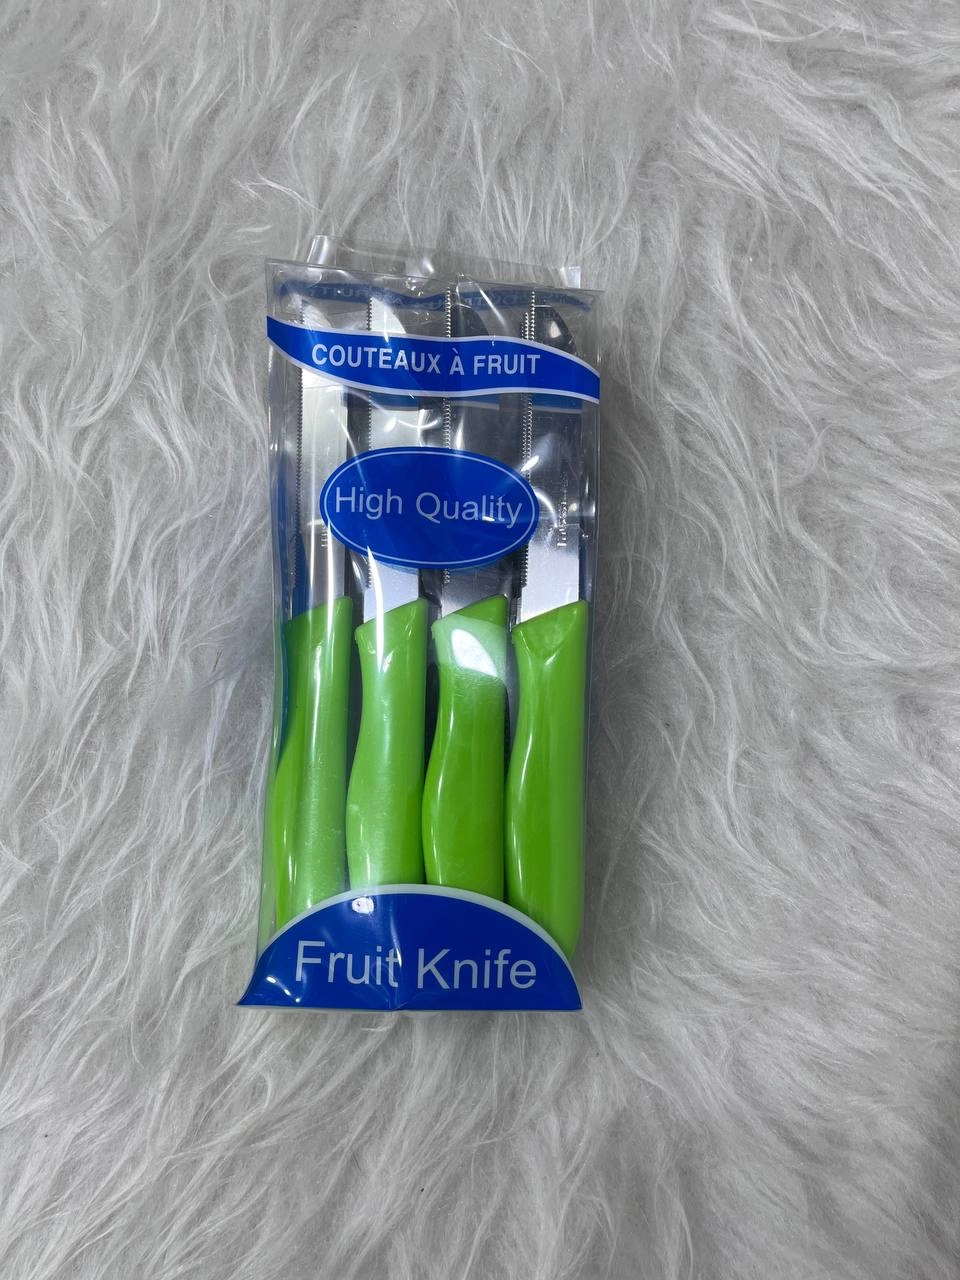 COUTEAUX À FRUIT
High Quality
Fruit Knife